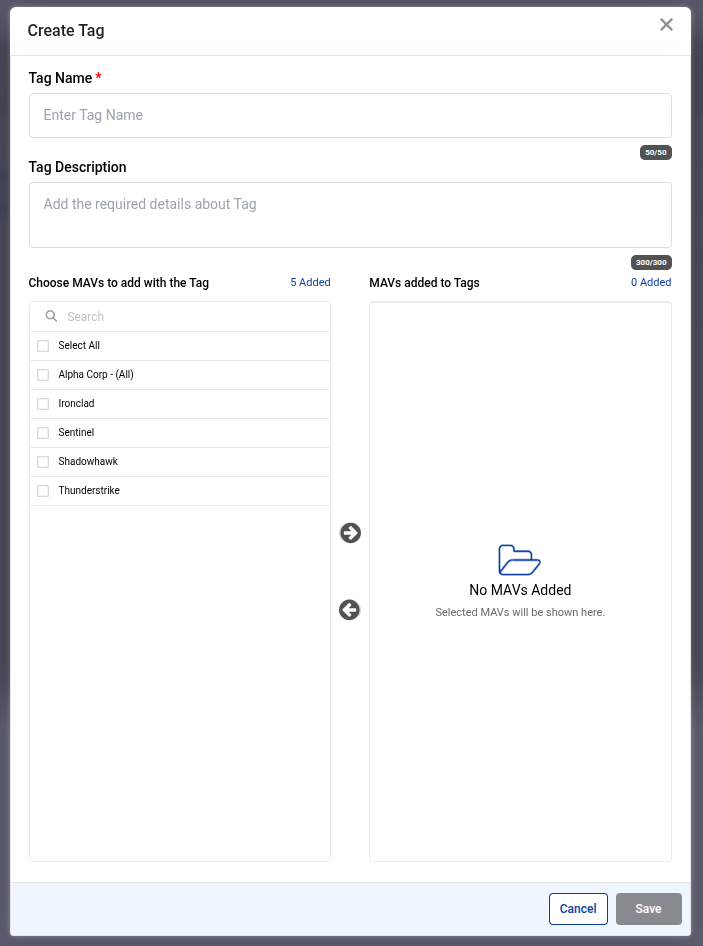 Create Tag
Tag Name *
Enter Tag Name
50/50
Tag Description
Add the required details about Tag
300/300
Choose MAVs to add with the Tag
5 Added
MAVs added to Tags
0 Added
Search
Select All
Alpha Corp - (All)
Ironclad
Sentinel
Shadowhawk
Thunderstrike
No MAVs Added
Selected MAVs will be shown here.
Cancel
Save